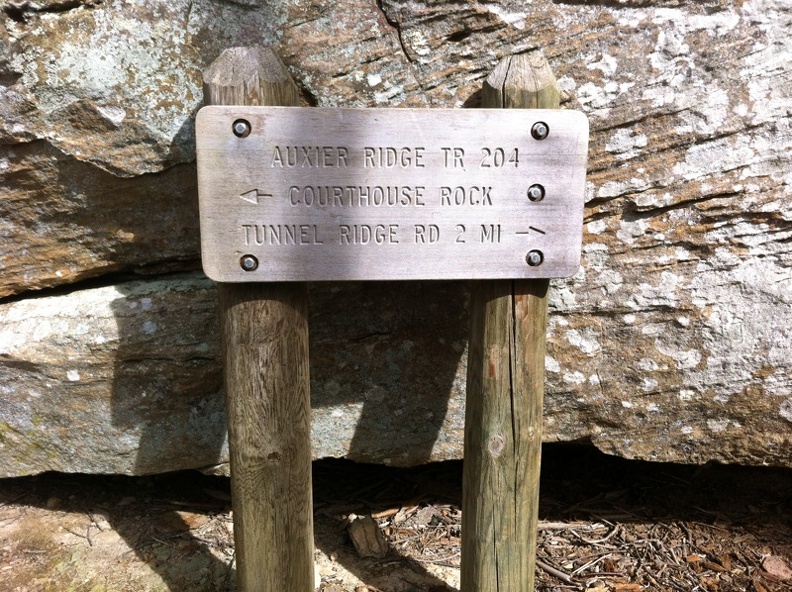 AUXIER RIDGE TR 204
← COURTHOUSE ROCK
TUNNEL RIDGE RD 2 MI →